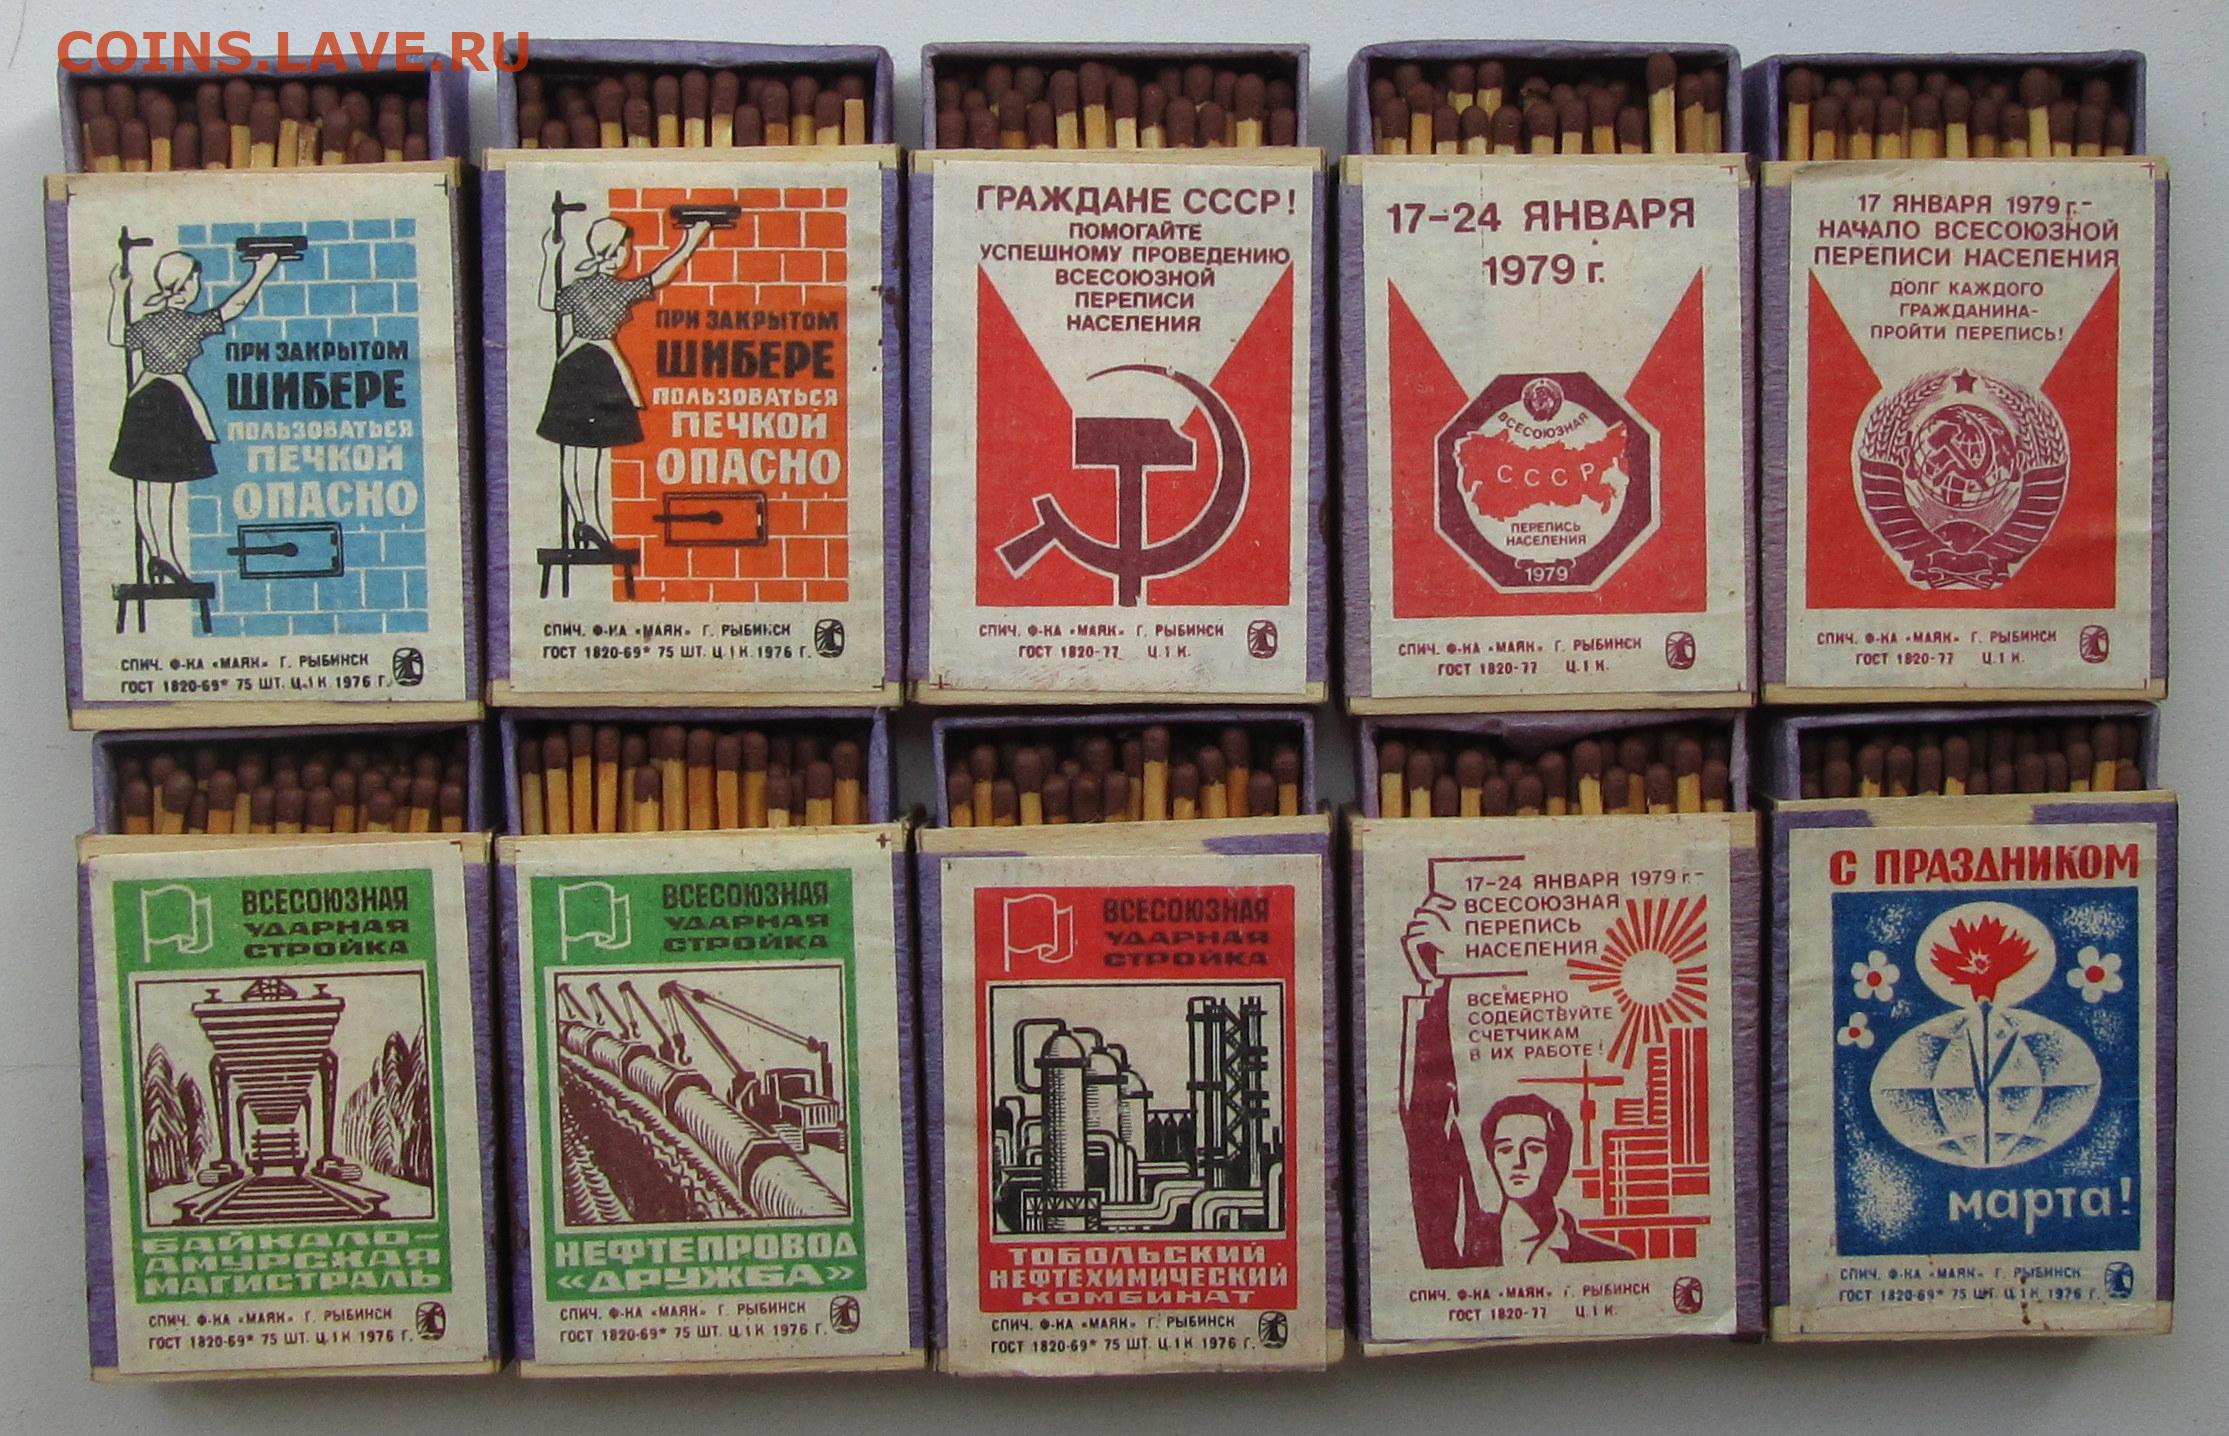 COINS.LAVE.RU
ПРИ ЗАКРЫТОМ
ШИБЕРЕ
ПОЛЬЗОВАТЬСЯ
ПЕЧКОЙ
ОПАСНО
СПИЧ. Ф-КА «МАЯК» Г. РЫБИНСК
ГОСТ 1820-69* 75 ШТ. Ц.1К 1976 Г.
ПРИ ЗАКРЫТОМ
ШИБЕРЕ
ПОЛЬЗОВАТЬСЯ
ПЕЧКОЙ
ОПАСНО
СПИЧ. Ф-КА «МАЯК» Г. РЫБИНСК
ГОСТ 1820-69* 75 ШТ. Ц.1К 1976 Г.
ГРАЖДАНЕ СССР!
ПОМОГАЙТЕ
УСПЕШНОМУ ПРОВЕДЕНИЮ
ВСЕСОЮЗНОЙ
ПЕРЕПИСИ
НАСЕЛЕНИЯ
СПИЧ. Ф-КА «МАЯК» Г. РЫБИНСК
ГОСТ 1820-77 Ц.1К.
17-24 ЯНВАРЯ
1979 г.
ВСЕСОЮЗНАЯ
СССР
ПЕРЕПИСЬ
НАСЕЛЕНИЯ
1979
СПИЧ. Ф-КА «МАЯК» Г. РЫБИНСК
ГОСТ 1820-77 Ц.1К.
17 ЯНВАРЯ 1979 г.-
НАЧАЛО ВСЕСОЮЗНОЙ
ПЕРЕПИСИ НАСЕЛЕНИЯ
ДОЛГ КАЖДОГО
ГРАЖДАНИНА-
ПРОЙТИ ПЕРЕПИСЬ!
СПИЧ. Ф-КА «МАЯК» Г. РЫБИНСК
ГОСТ 1820-77 Ц.1К.
ВСЕСОЮЗНАЯ
УДАРНАЯ
СТРОЙКА
БАЙКАЛО-
АМУРСКАЯ
МАГИСТРАЛЬ
СПИЧ. Ф-КА «МАЯК» Г. РЫБИНСК
ГОСТ 1820-69* 75 ШТ. Ц.1К 1976 Г.
ВСЕСОЮЗНАЯ
УДАРНАЯ
СТРОЙКА
НЕФТЕПРОВОД
«ДРУЖБА»
СПИЧ. Ф-КА «МАЯК» Г. РЫБИНСК
ГОСТ 1820-69* 75 ШТ. Ц.1К 1976 Г.
ВСЕСОЮЗНАЯ
УДАРНАЯ
СТРОЙКА
ТОБОЛЬСКИЙ
НЕФТЕХИМИЧЕСКИЙ
КОМБИНАТ
СПИЧ. Ф-КА «МАЯК» Г. РЫБИНСК
ГОСТ 1820-69* 75 ШТ. Ц.1К 1976 Г.
17-24 ЯНВАРЯ 1979 г.-
ВСЕСОЮЗНАЯ
ПЕРЕПИСЬ
НАСЕЛЕНИЯ
ВСЕМЕРНО
СОДЕЙСТВУЙТЕ
СЧЕТЧИКАМ
В ИХ РАБОТЕ!
СПИЧ. Ф-КА «МАЯК» Г. РЫБИНСК
ГОСТ 1820-77 Ц.1К.
С ПРАЗДНИКОМ
8
марта!
СПИЧ. Ф-КА «МАЯК» Г. РЫБИНСК
ГОСТ 1820-69* 75 ШТ. Ц.1К 1976 Г.